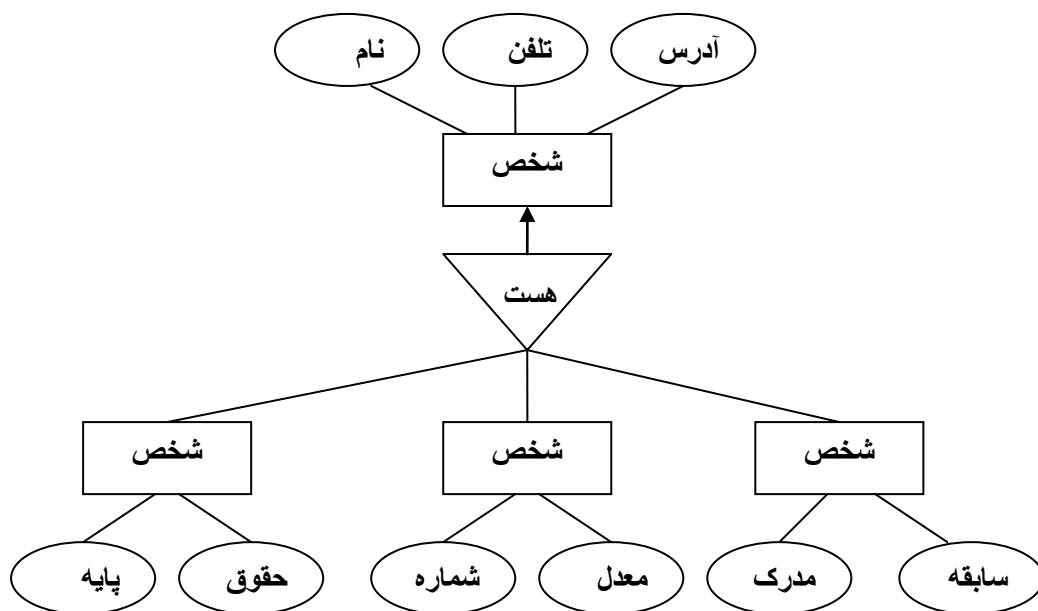 آدرس
تلفن
نام
شخص
هست
شخص
شخص
شخص
سابقه
مدرک
معدل
شماره
حقوق
پایه